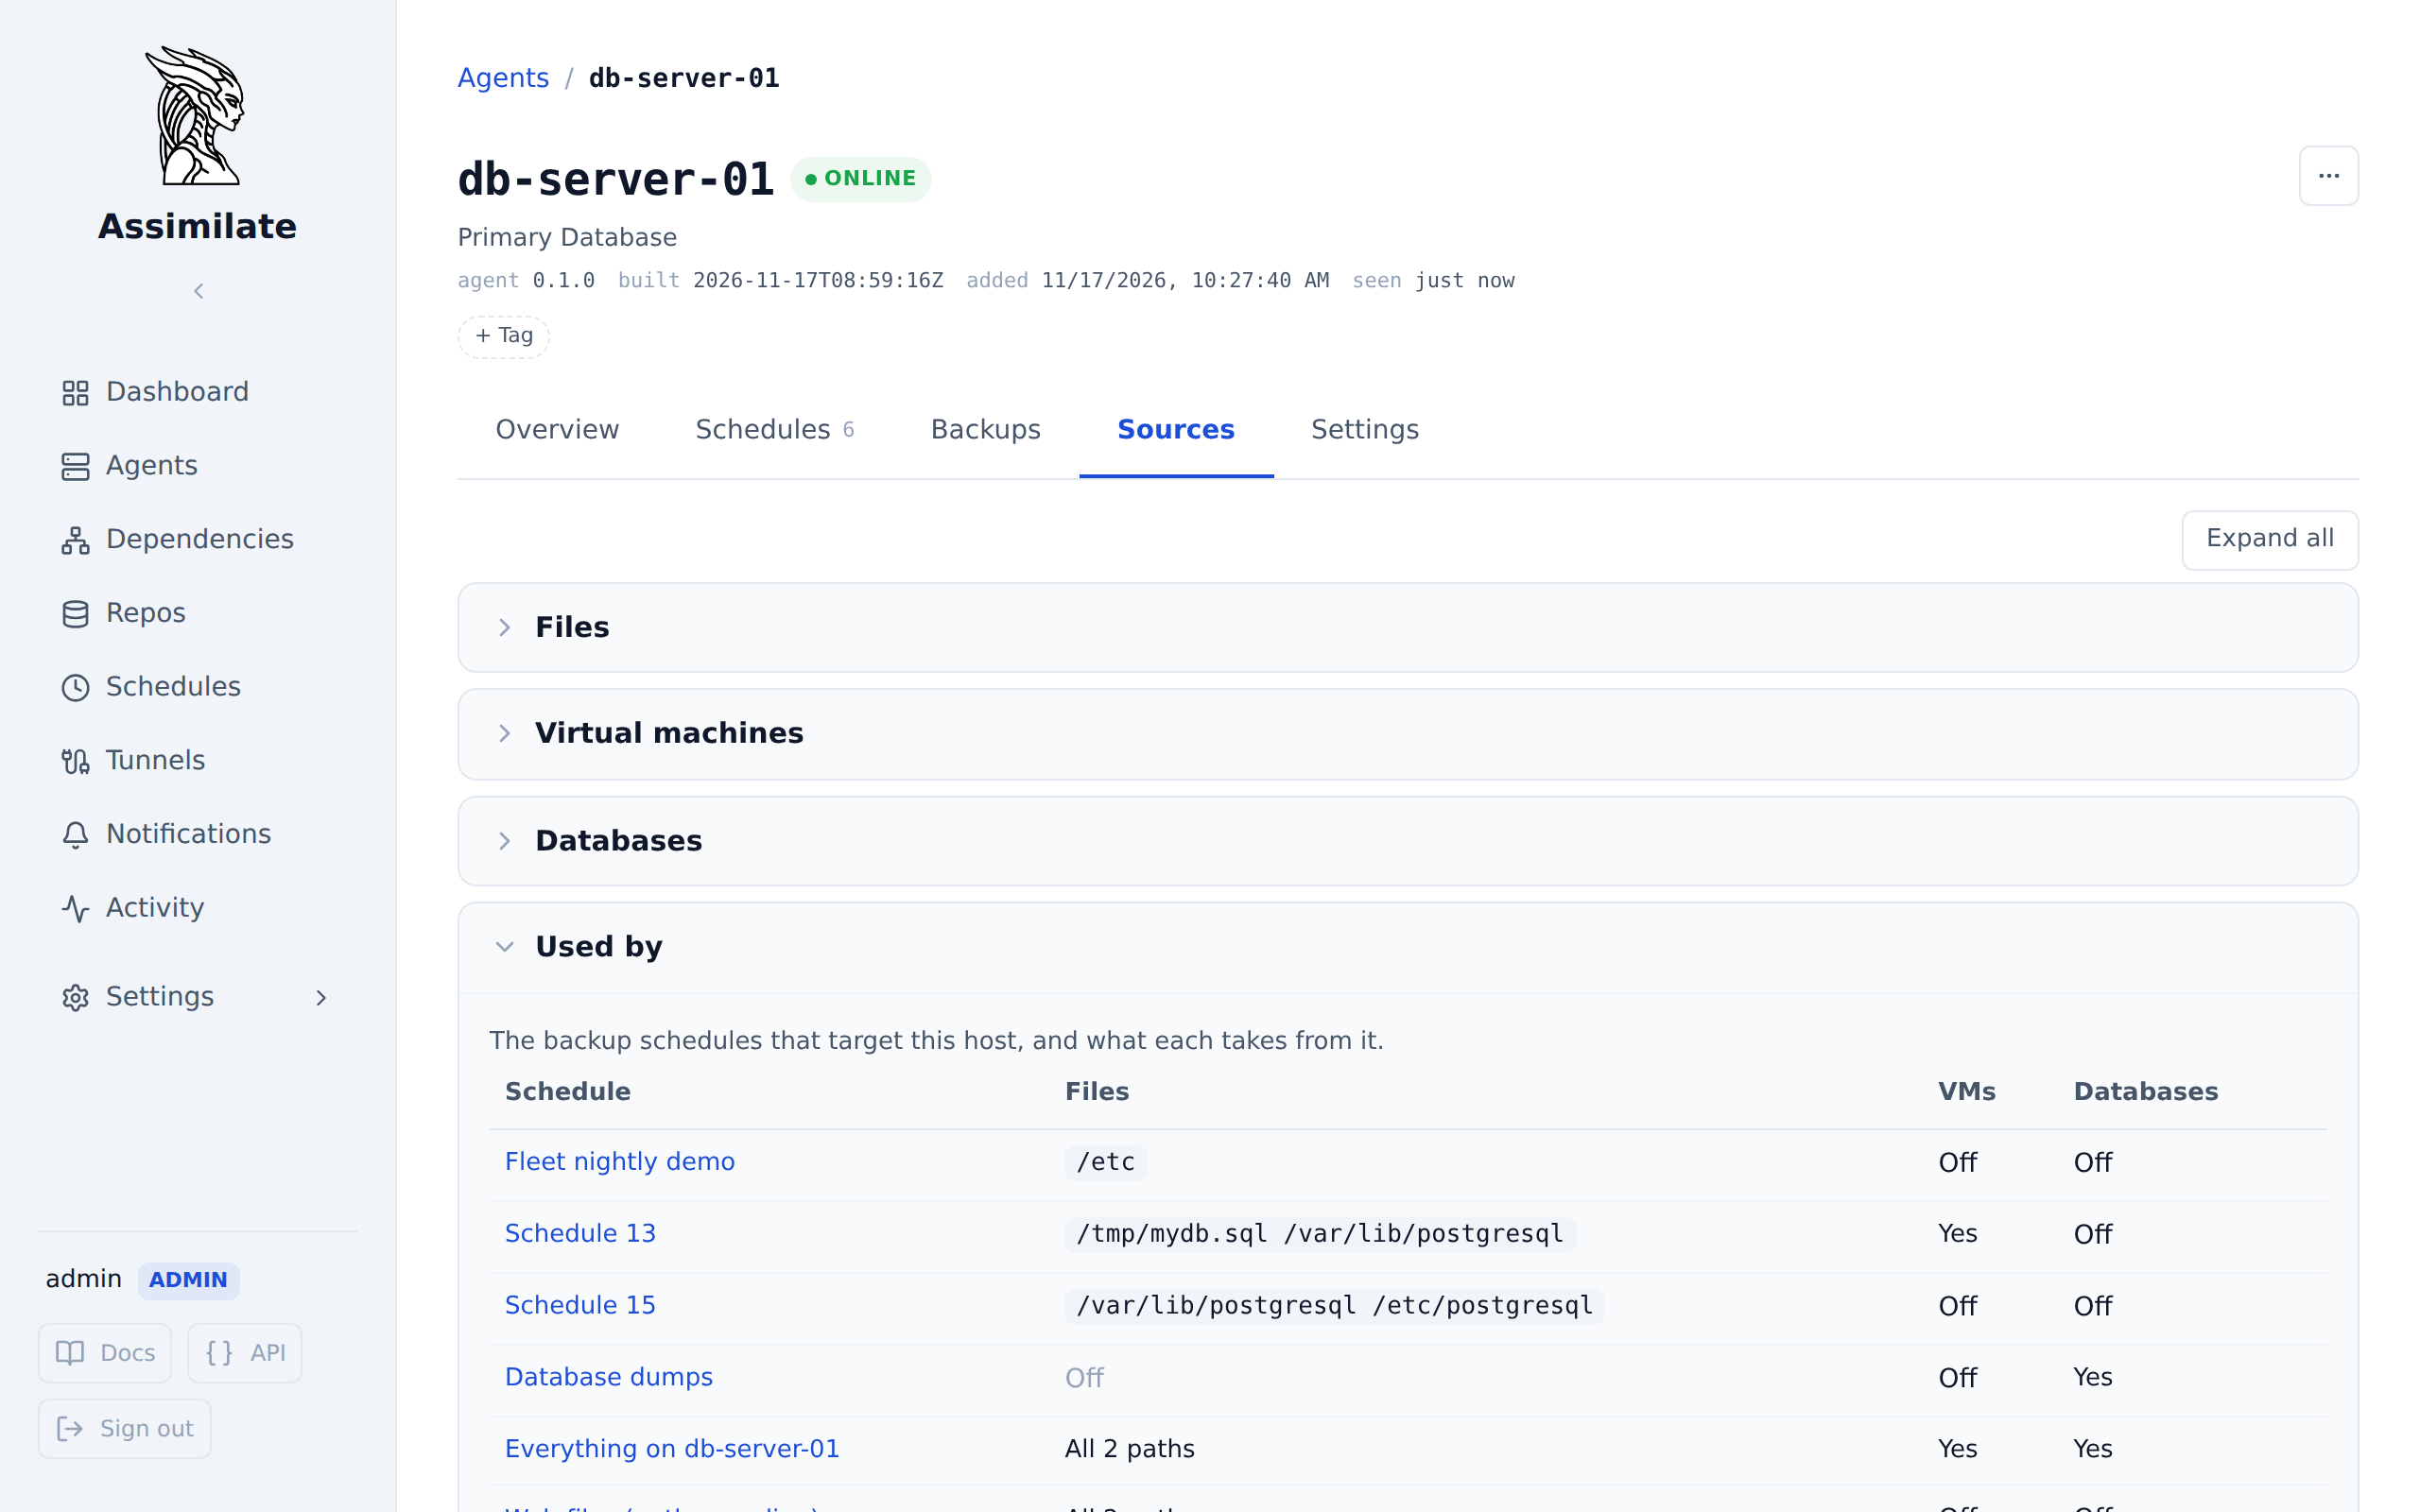 Assimilate
Dashboard
Agents
Dependencies
Repos
Schedules
Tunnels
Notifications
Activity
Settings
admin ADMIN
Docs
{} API
Sign out
Agents / db-server-01
db-server-01 ONLINE
...
Primary Database
agent 0.1.0 built 2026-11-17T08:59:16Z added 11/17/2026, 10:27:40 AM seen just now
+ Tag
Overview Schedules 6 Backups Sources Settings
Expand all
Files
Virtual machines
Databases
Used by
The backup schedules that target this host, and what each takes from it.
Schedule Files VMs Databases
Fleet nightly demo /etc Off Off
Schedule 13 /tmp/mydb.sql /var/lib/postgresql Yes Off
Schedule 15 /var/lib/postgresql /etc/postgresql Off Off
Database dumps Off Off Yes
Everything on db-server-01 All 2 paths Yes Yes